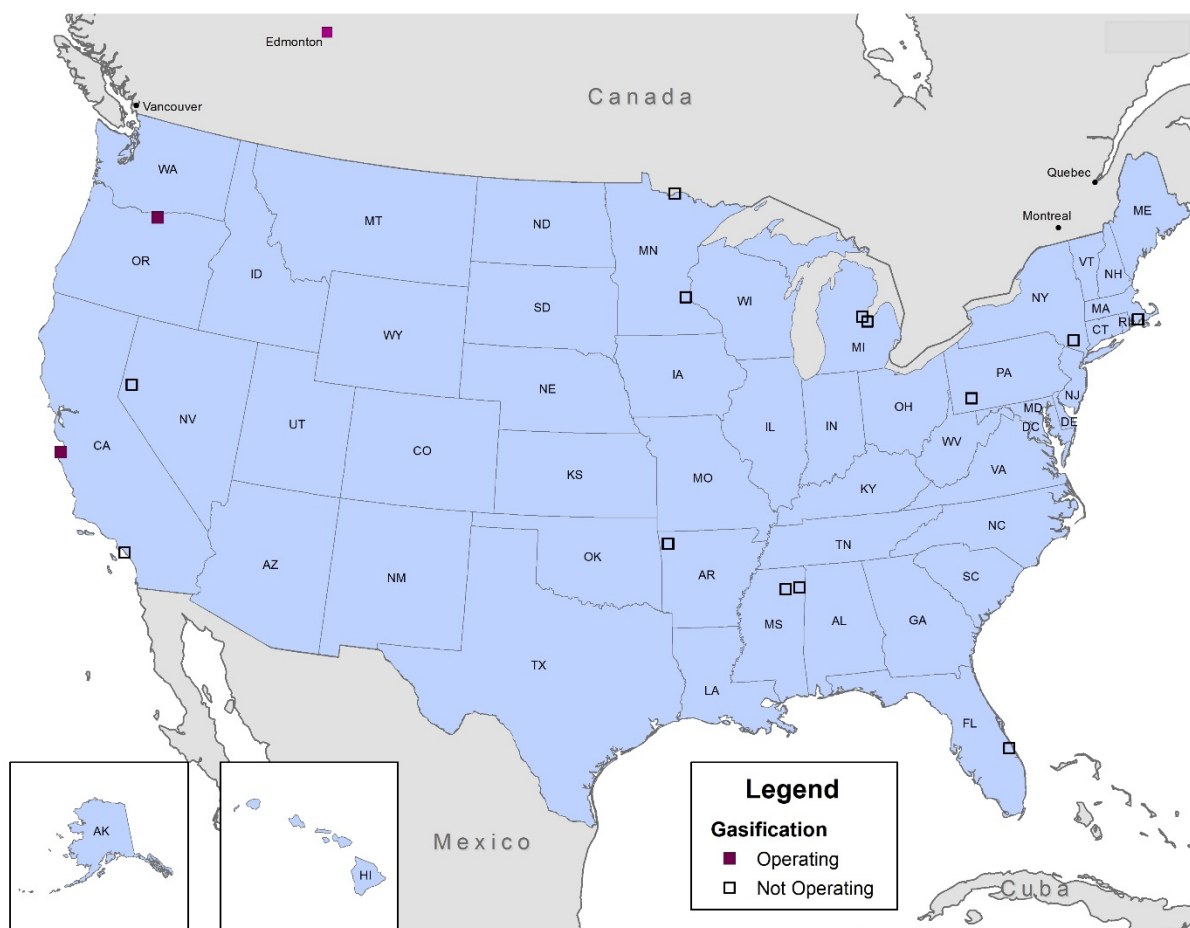 Edmonton
Canada
Vancouver
WA
Quebec
ME
Montreal
MT
ND
MN
VT
NH
OR
ID
SD
WI
NY
MA
WY
MI
CT
RI
IA
PA
NE
NJ
NV
UT
OH
MD
IL
IN
DC
DE
CA
CO
WV
KS
MO
VA
KY
NC
TN
AZ
NM
OK
AR
SC
MS
AL
GA
TX
LA
FL
Legend
Gasification
AK
Mexico
Operating
HI
Not Operating
Cuba